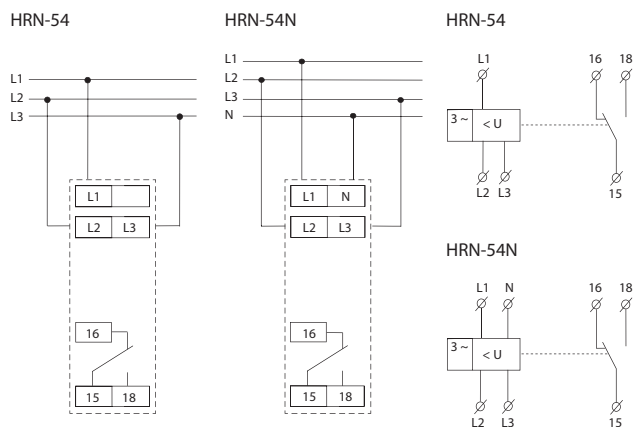 HRN-54
L1
L2
L3
L1
L2 L3
16
15 18
HRN-54N
L1
L2
L3
N
L1 N
L2 L3
16
15 18
HRN-54
L1 16 18
3 ~ < U
L2 L3 15
HRN-54N
L1 N 16 18
3 ~ < U
L2 L3 15